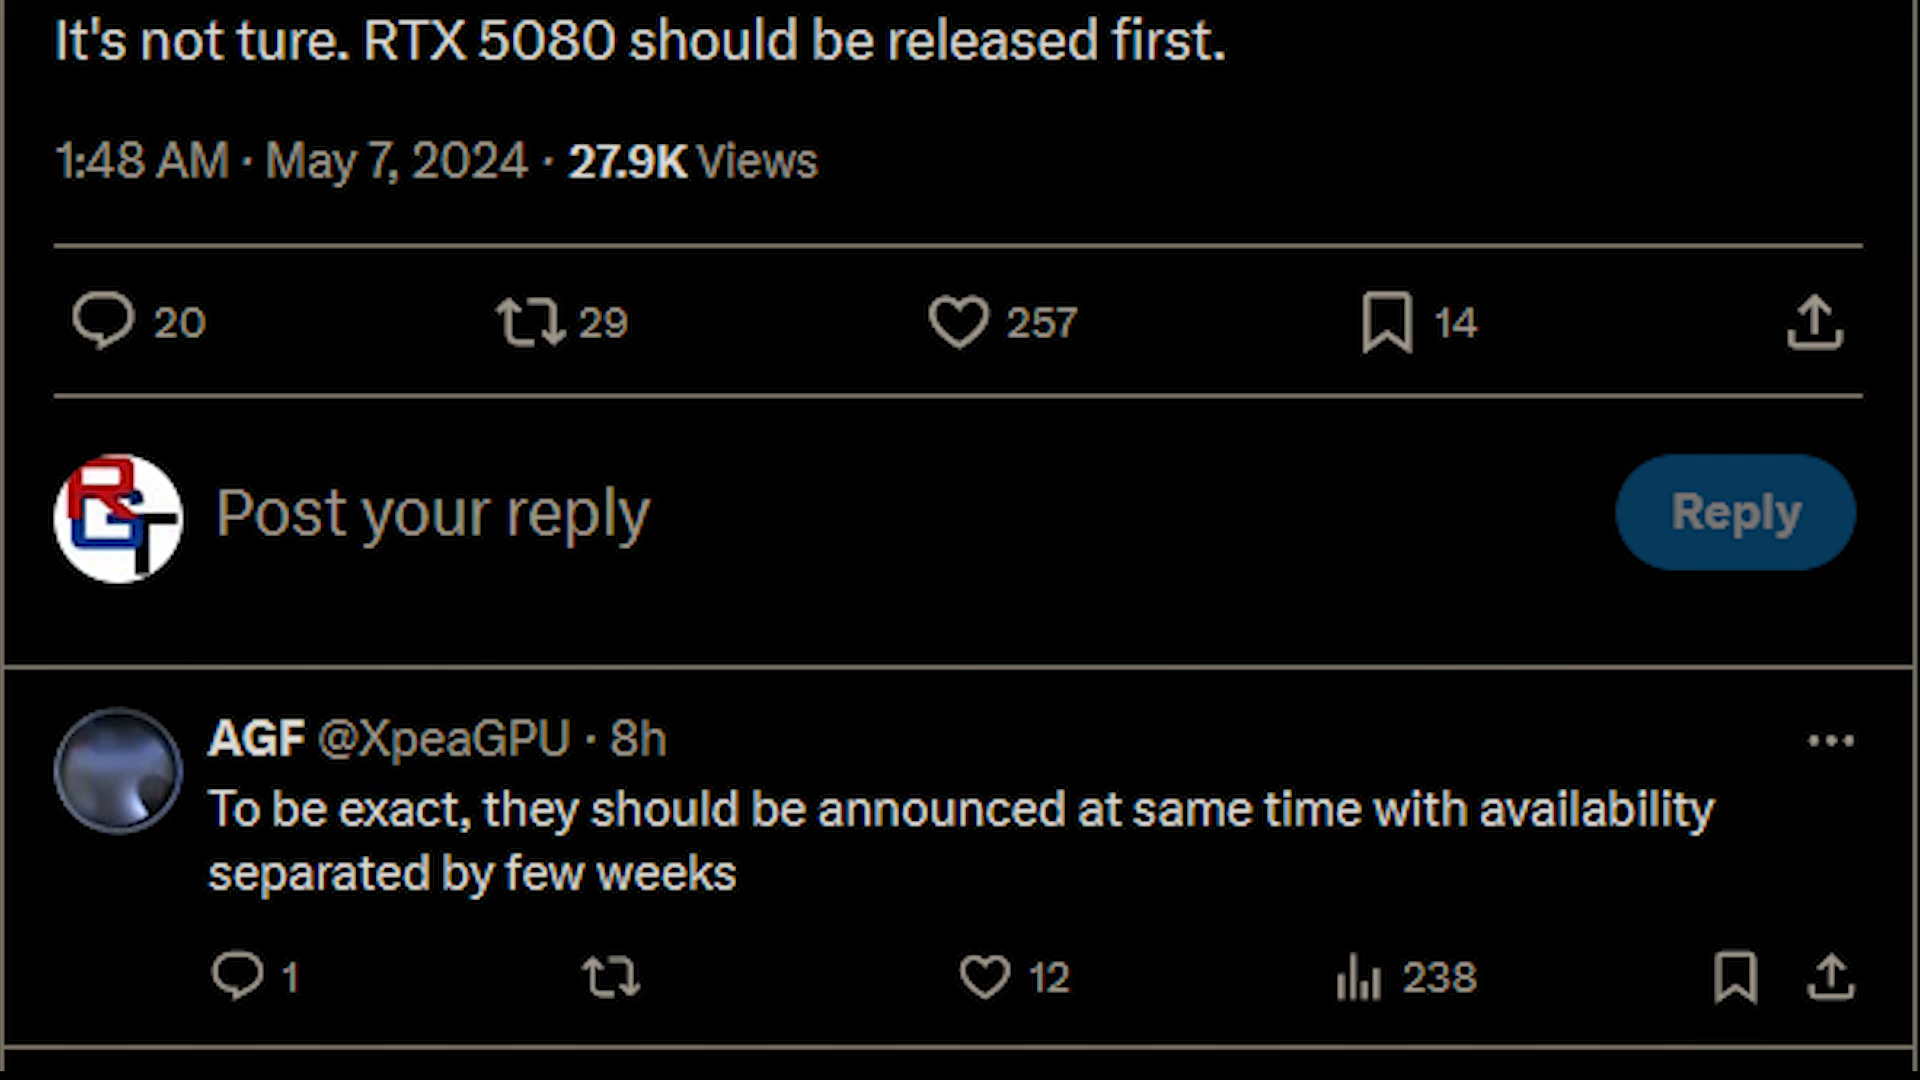 It's not ture. RTX 5080 should be released first.
1:48 AM · May 7, 2024 · 27.9K Views
20 29 257 14
RGT
Post your reply
Reply
AGF @XpeaGPU · 8h
To be exact, they should be announced at same time with availability
separated by few weeks
1 12 238